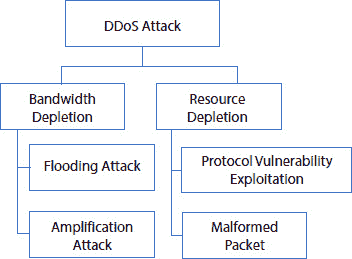 DDoS Attack
Bandwidth
Depletion
Flooding Attack
Amplification
Attack
Resource
Depletion
Protocol Vulnerability
Exploitation
Malformed
Packet